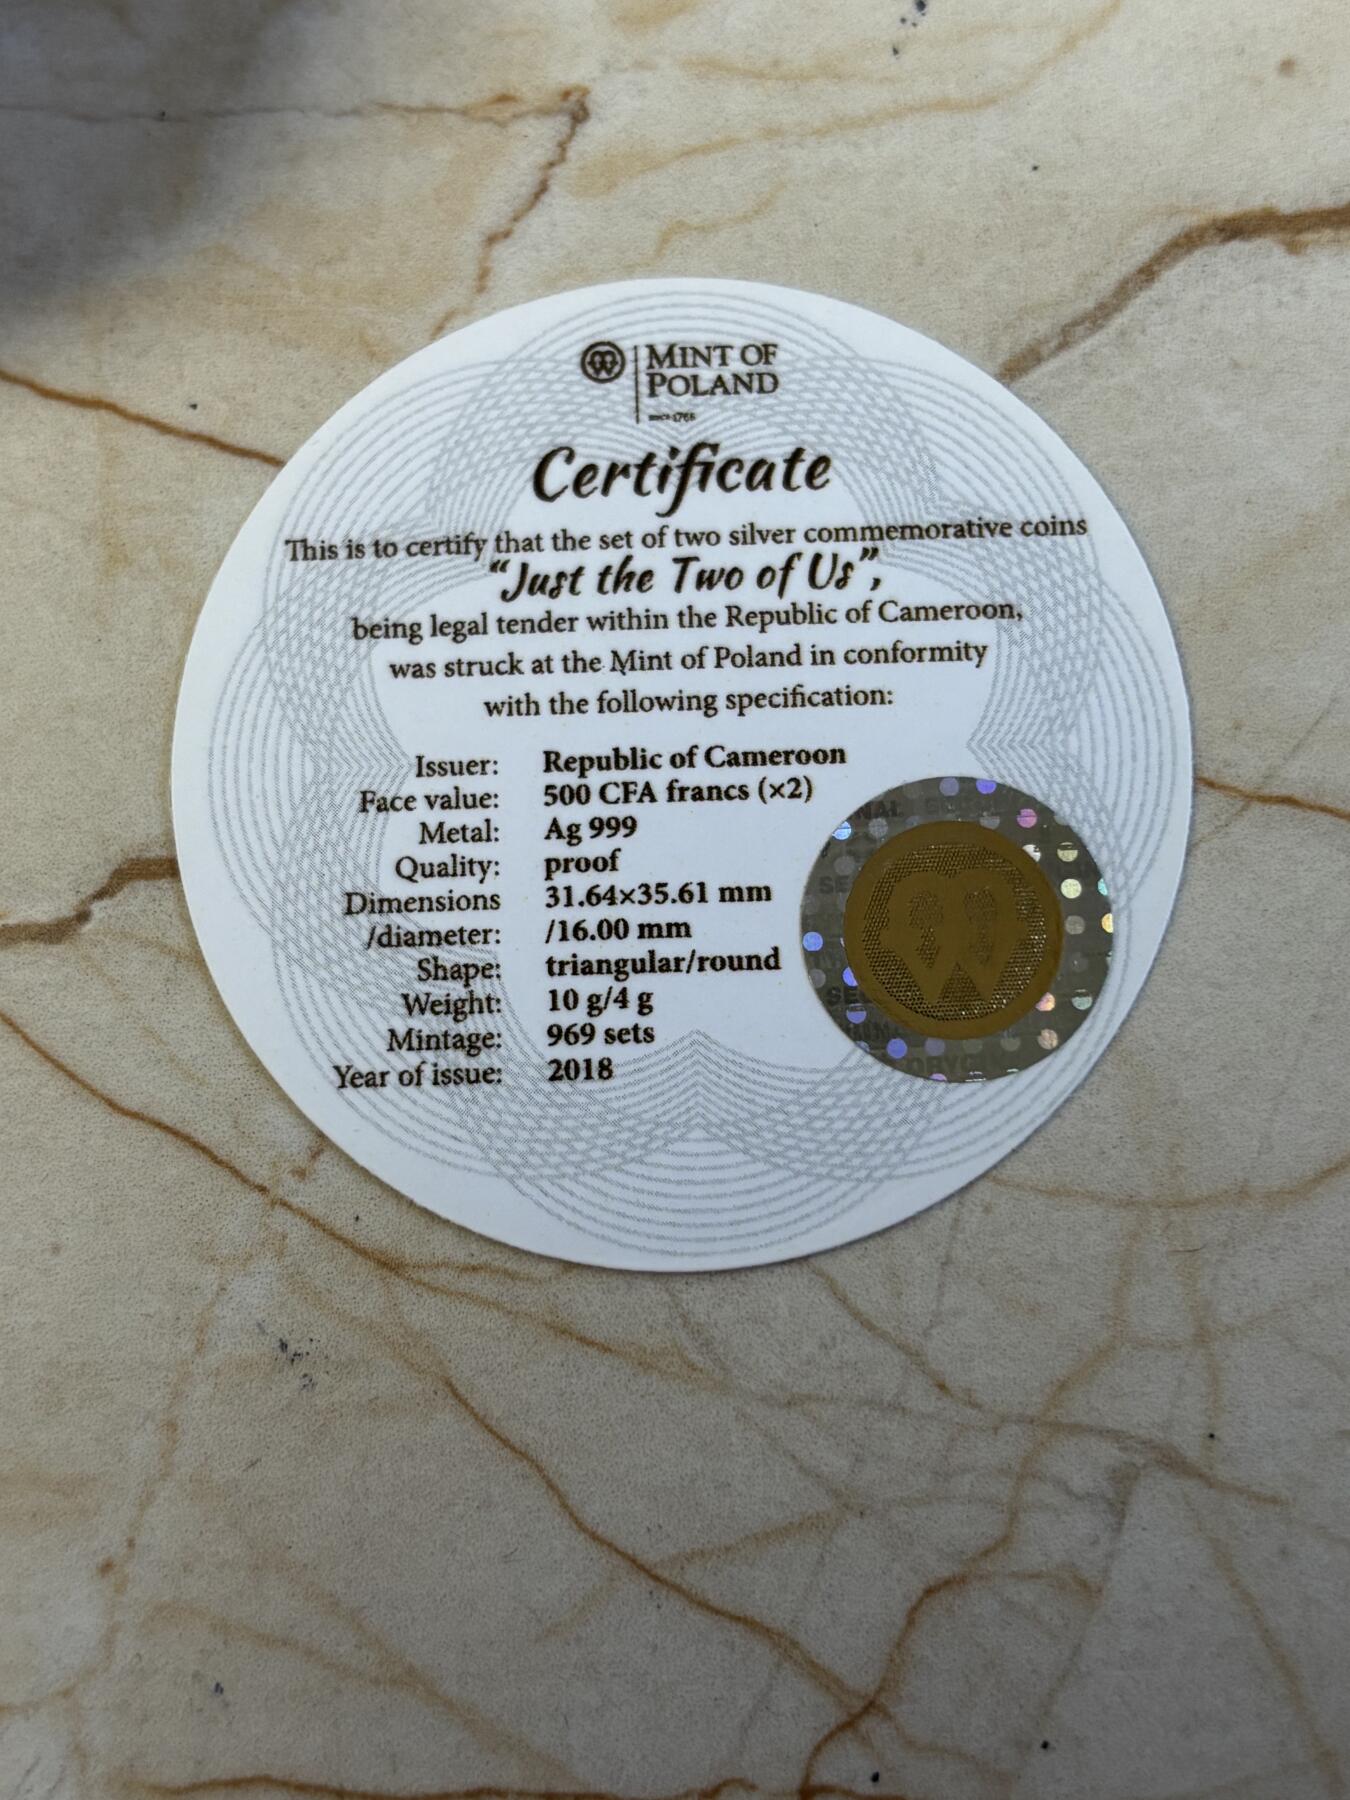 MINT OF
POLAND
since 1766
Certificate
This is to certify that the set of two silver commemorative coins
“Just the Two of Us”,
being legal tender within the Republic of Cameroon,
was struck at the Mint of Poland in conformity
with the following specification:
Issuer: Republic of Cameroon
Face value: 500 CFA francs (×2)
Metal: Ag 999
Quality: proof
Dimensions 31.64×35.61 mm
/diameter: /16.00 mm
Shape: triangular/round
Weight: 10 g/4 g
Mintage: 969 sets
Year of issue: 2018